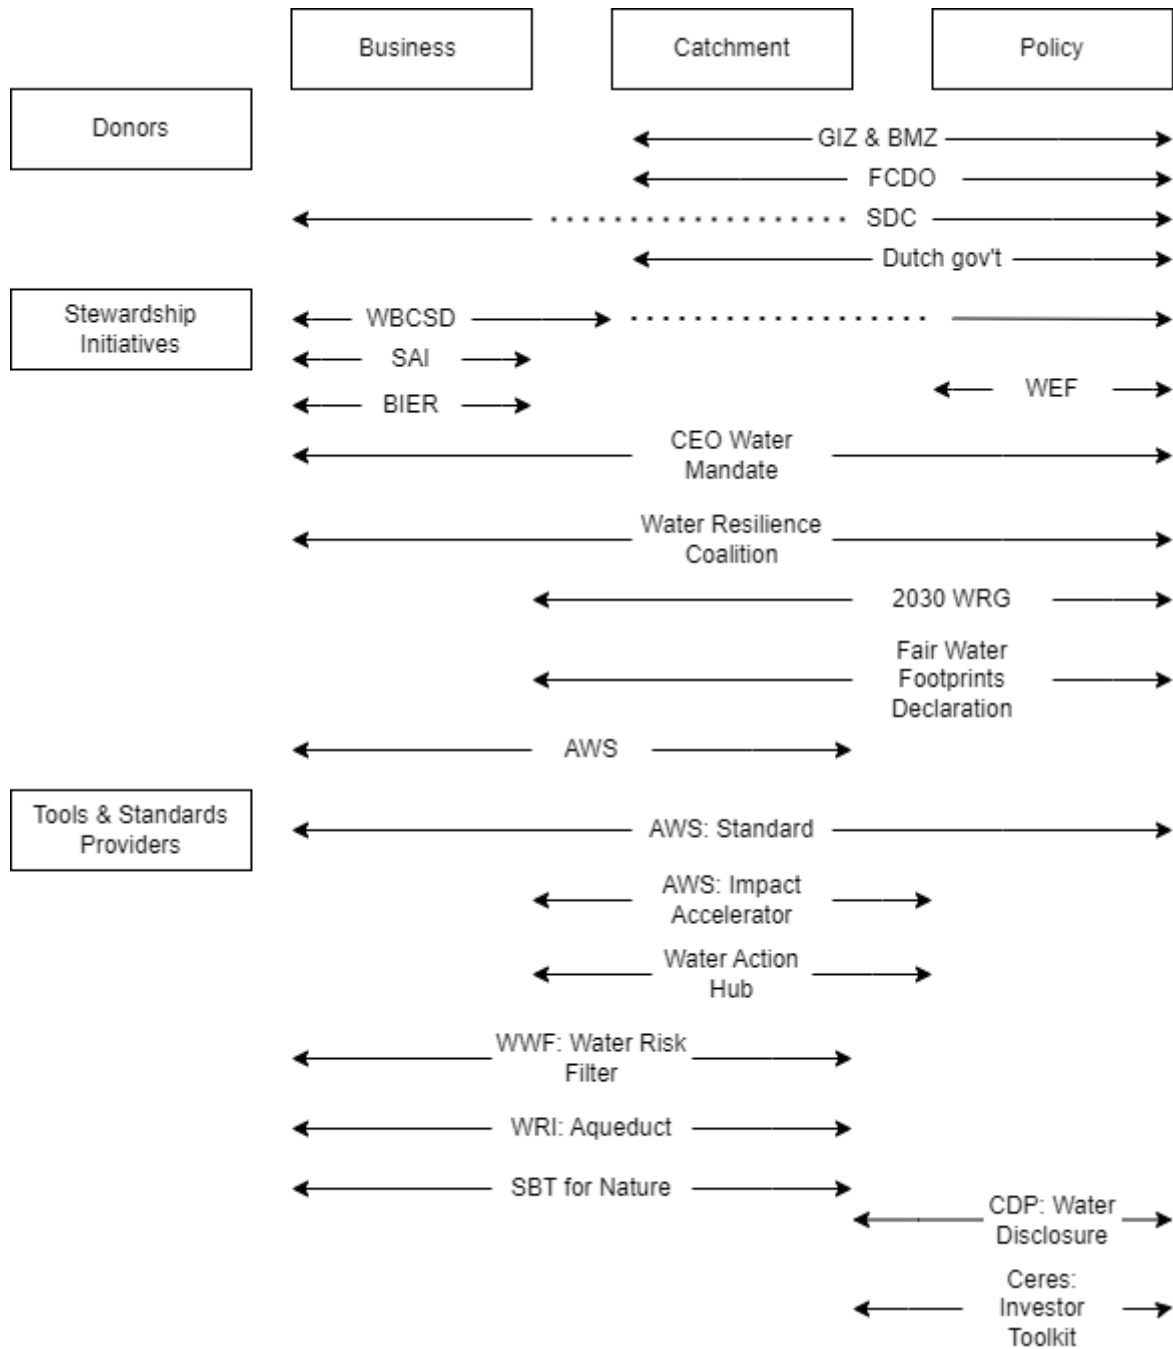 Business
Catchment
Policy
Donors
GIZ & BMZ
FCDO
SDC
Dutch gov't
Stewardship
Initiatives
WBCSD
SAI
WEF
BIER
CEO Water
Mandate
Water Resilience
Coalition
2030 WRG
Fair Water
Footprints
Declaration
AWS
Tools & Standards
Providers
AWS: Standard
AWS: Impact
Accelerator
Water Action
Hub
WWF: Water Risk
Filter
WRI: Aqueduct
SBT for Nature
CDP: Water
Disclosure
Ceres:
Investor
Toolkit